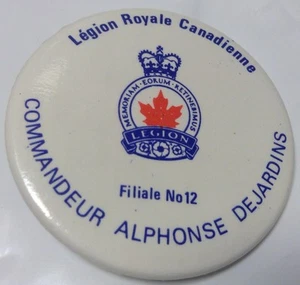 Légion Royale Canadienne
MEMORIAM·EORUM·RETINEBIMUS
LEGION
Filiale No12
COMMANDEUR ALPHONSE DEJARDINS